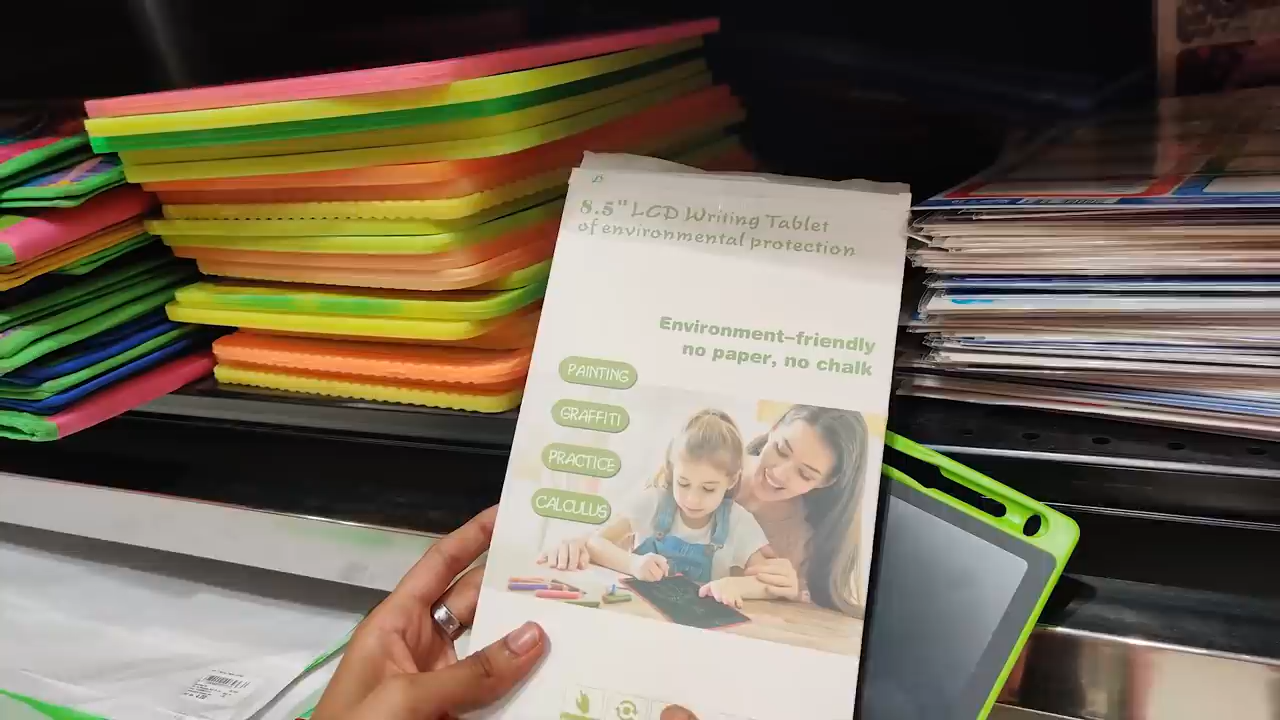 8.5" LCD Writing Tablet
of environmental protection
Environment-friendly
no paper, no chalk
PAINTING
GRAFFITI
PRACTICE
CALCULUS